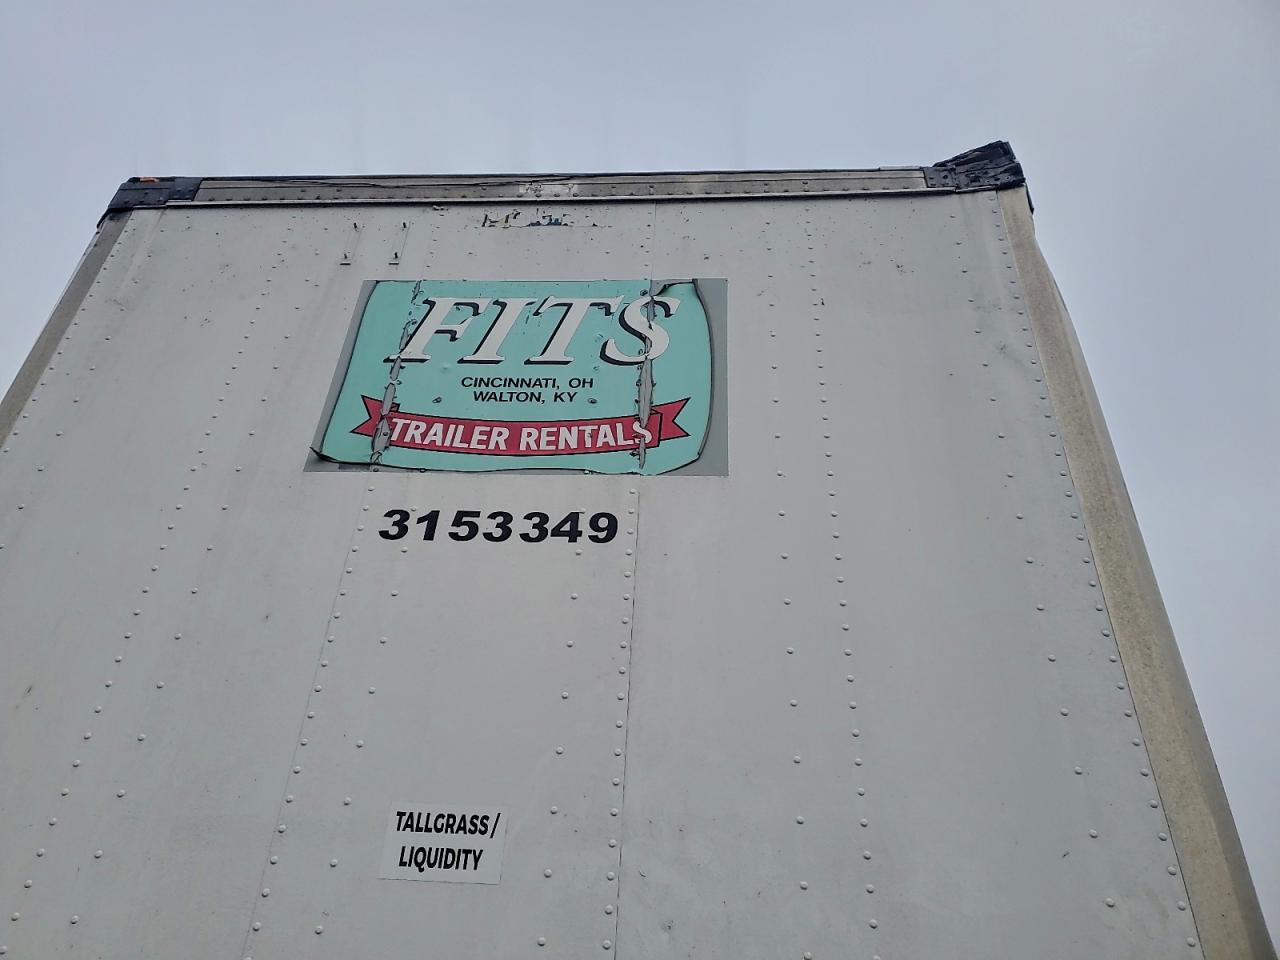 FITS
CINCINNATI, OH
WALTON, KY
TRAILER RENTALS
3153349
TALLGRASS/
LIQUIDITY